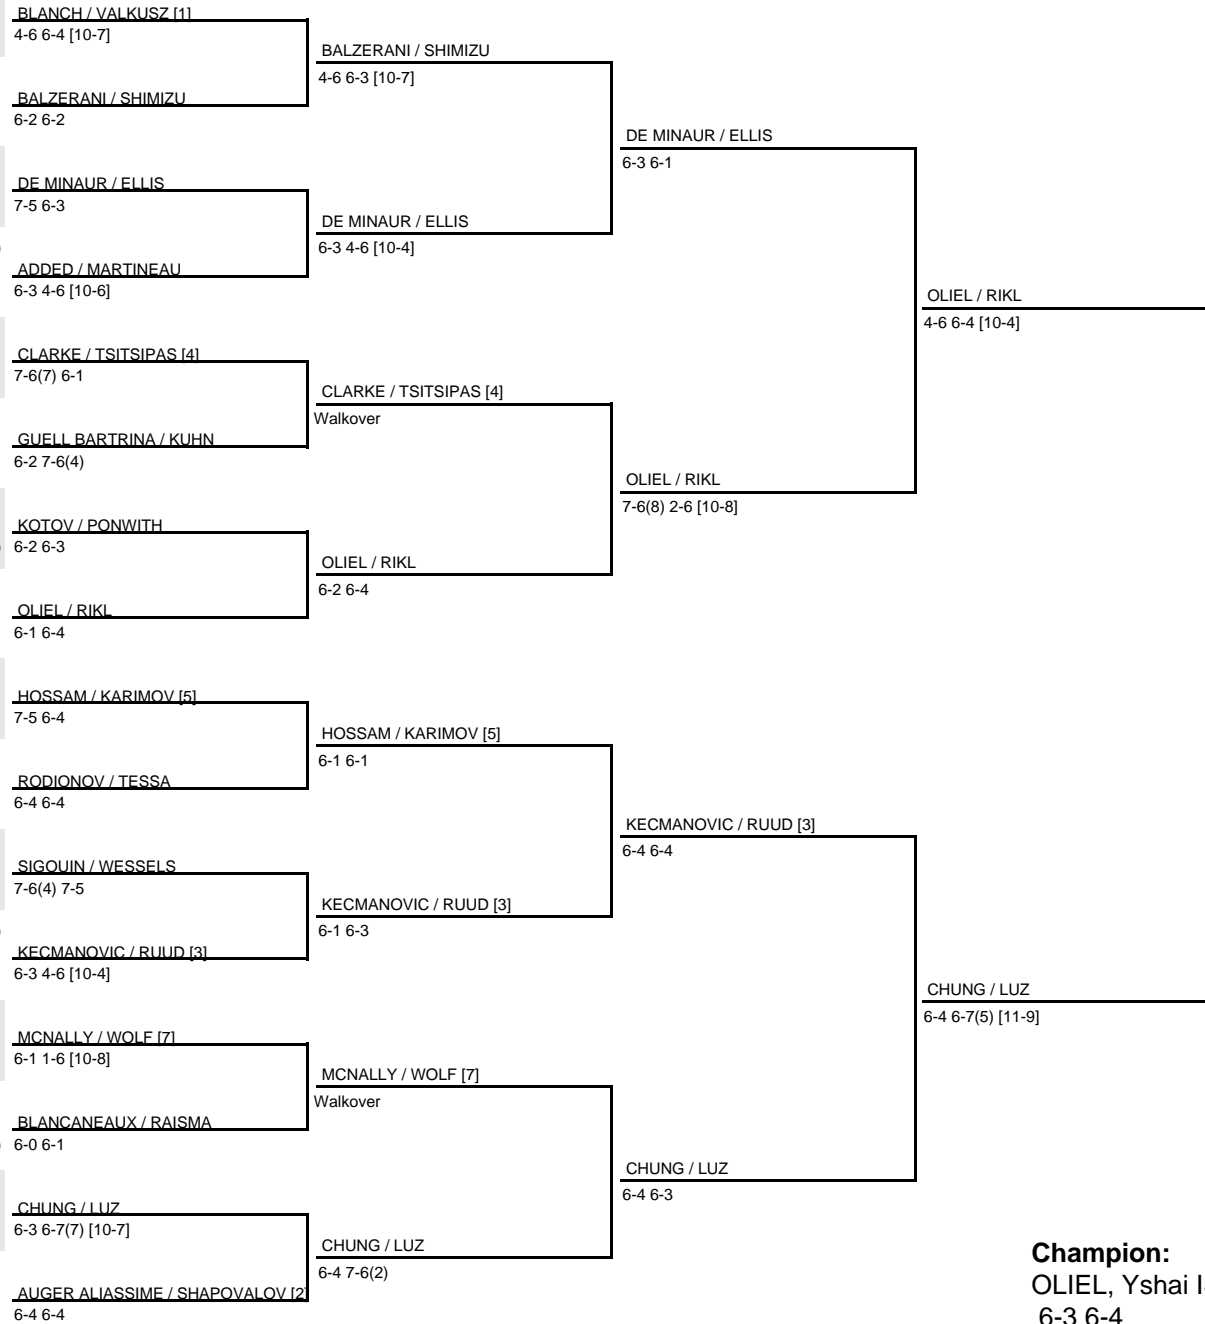 BLANCH / VALKUSZ [1]
4-6 6-4 [10-7]
BALZERANI / SHIMIZU
6-2 6-2
DE MINAUR / ELLIS
7-5 6-3
ADDED / MARTINEAU
6-3 4-6 [10-6]
CLARKE / TSITSIPAS [4]
7-6(7) 6-1
GUELL BARTRINA / KUHN
6-2 7-6(4)
KOTOV / PONWITH
6-2 6-3
OLIEL / RIKL
6-1 6-4
HOSSAM / KARIMOV [5]
7-5 6-4
RODIONOV / TESSA
6-4 6-4
SIGOUIN / WESSELS
7-6(4) 7-5
KECMANOVIC / RUUD [3]
6-3 4-6 [10-4]
MCNALLY / WOLF [7]
6-1 1-6 [10-8]
BLANCANEAUX / RAISMA
6-0 6-1
CHUNG / LUZ
6-3 6-7(7) [10-7]
AUGER ALIASSIME / SHAPOVALOV [2]
6-4 6-4
BALZERANI / SHIMIZU
4-6 6-3 [10-7]
DE MINAUR / ELLIS
6-3 4-6 [10-4]
CLARKE / TSITSIPAS [4]
Walkover
OLIEL / RIKL
6-2 6-4
HOSSAM / KARIMOV [5]
6-1 6-1
KECMANOVIC / RUUD [3]
6-1 6-3
MCNALLY / WOLF [7]
Walkover
CHUNG / LUZ
6-4 7-6(2)
DE MINAUR / ELLIS
6-3 6-1
OLIEL / RIKL
7-6(8) 2-6 [10-8]
KECMANOVIC / RUUD [3]
6-4 6-4
CHUNG / LUZ
6-4 6-3
OLIEL / RIKL
4-6 6-4 [10-4]
CHUNG / LUZ
6-4 6-7(5) [11-9]
Champion:
OLIEL, Yshai
6-3 6-4